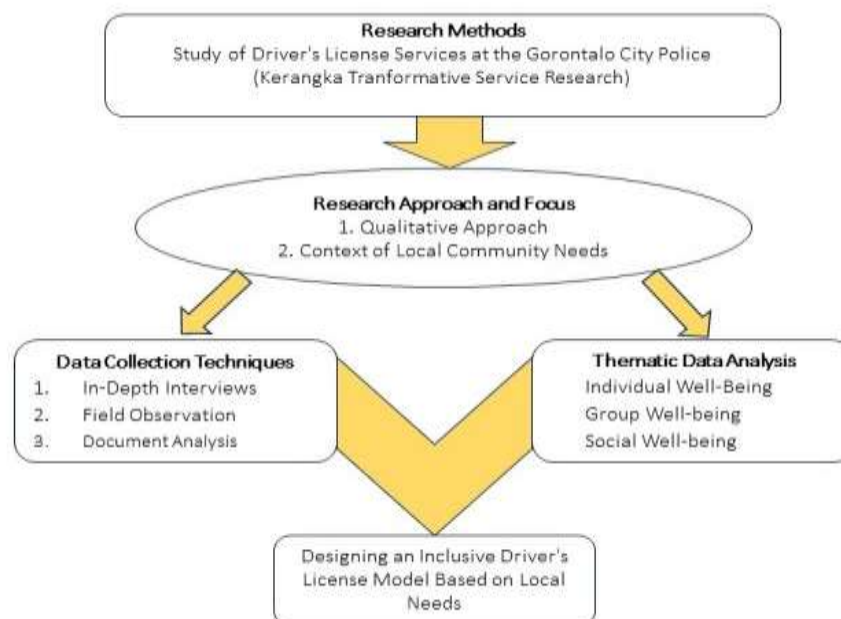 Research Methods
Study of Driver's License Services at the Gorontalo City Police
(Kerangka Tranformative Service Research)
Research Approach and Focus
1. Qualitative Approach
2. Context of Local Community Needs
Data Collection Techniques
1. In-Depth Interviews
2. Field Observation
3. Document Analysis
Thematic Data Analysis
Individual Well-Being
Group Well-being
Social Well-being
Designing an Inclusive Driver's
License Model Based on Local
Needs